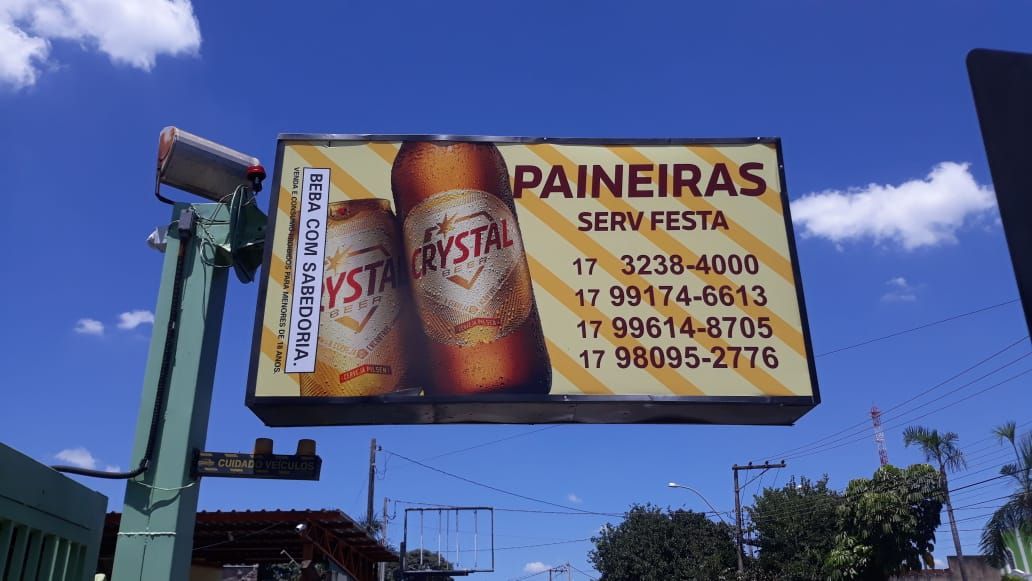 PAINEIRAS
SERV FESTA
17 3238-4000
17 99174-6613
17 99614-8705
17 98095-2776
BEBA COM SABEDORIA.
VENDA E CONSUMO PROIBIDOS PARA MENORES DE 18 ANOS.
CRYSTAL
BEER
CERVEJA PILSEN
YSTA
BEER
CERVEJA PILSEN
CUIDADO VEÍCULOS